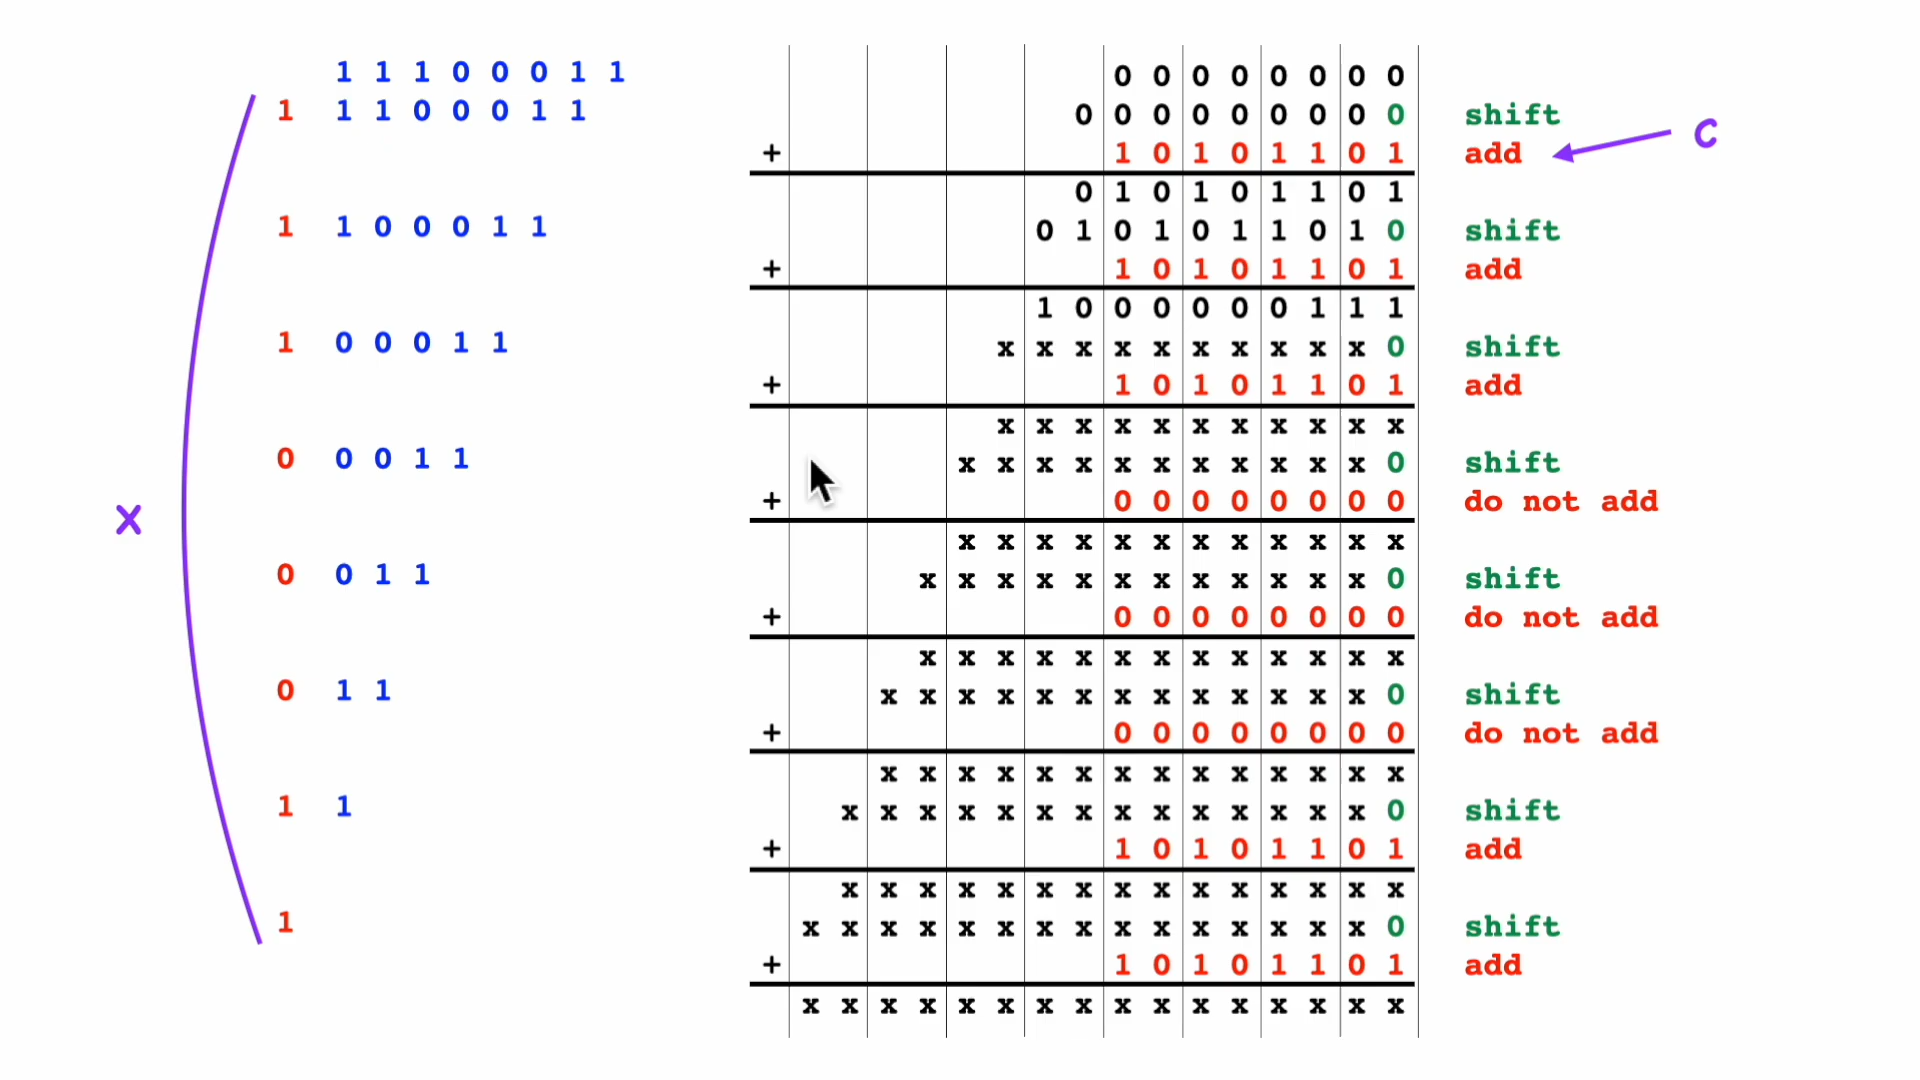 1 1 1 0 0 0 1 1 0 0 0 0 0 0 0 0
1 1 1 0 0 0 1 1 0 0 0 0 0 0 0 0 0 shift
+ 1 0 1 0 1 1 0 1 add C
0 1 0 1 0 1 1 0 1
1 1 0 0 0 1 1 0 1 0 1 0 1 1 0 1 0 shift
+ 1 0 1 0 1 1 0 1 add
1 0 0 0 0 0 0 1 1 1
1 0 0 0 1 1 x x x x x x x x x x 0 shift
+ 1 0 1 0 1 1 0 1 add
x x x x x x x x x x x
0 0 0 1 1 x x x x x x x x x x x 0 shift
X + 0 0 0 0 0 0 0 0 do not add
x x x x x x x x x x x x
0 0 1 1 x x x x x x x x x x x x 0 shift
+ 0 0 0 0 0 0 0 0 do not add
x x x x x x x x x x x x x
0 1 1 x x x x x x x x x x x x x 0 shift
+ 0 0 0 0 0 0 0 0 do not add
x x x x x x x x x x x x x x
1 1 x x x x x x x x x x x x x x 0 shift
+ 1 0 1 0 1 1 0 1 add
x x x x x x x x x x x x x x x
1 x x x x x x x x x x x x x x x 0 shift
+ 1 0 1 0 1 1 0 1 add
x x x x x x x x x x x x x x x x